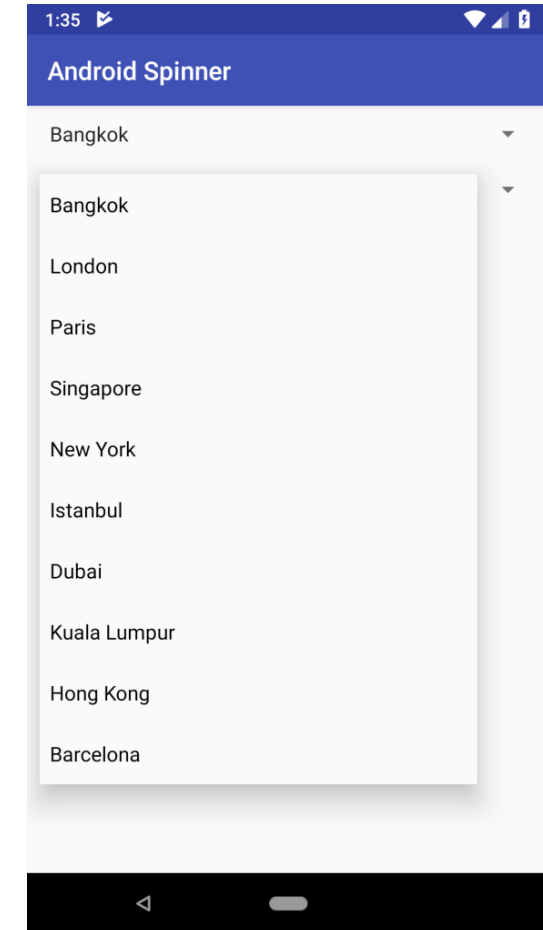 1:35
Android Spinner
Bangkok
Bangkok
London
Paris
Singapore
New York
Istanbul
Dubai
Kuala Lumpur
Hong Kong
Barcelona